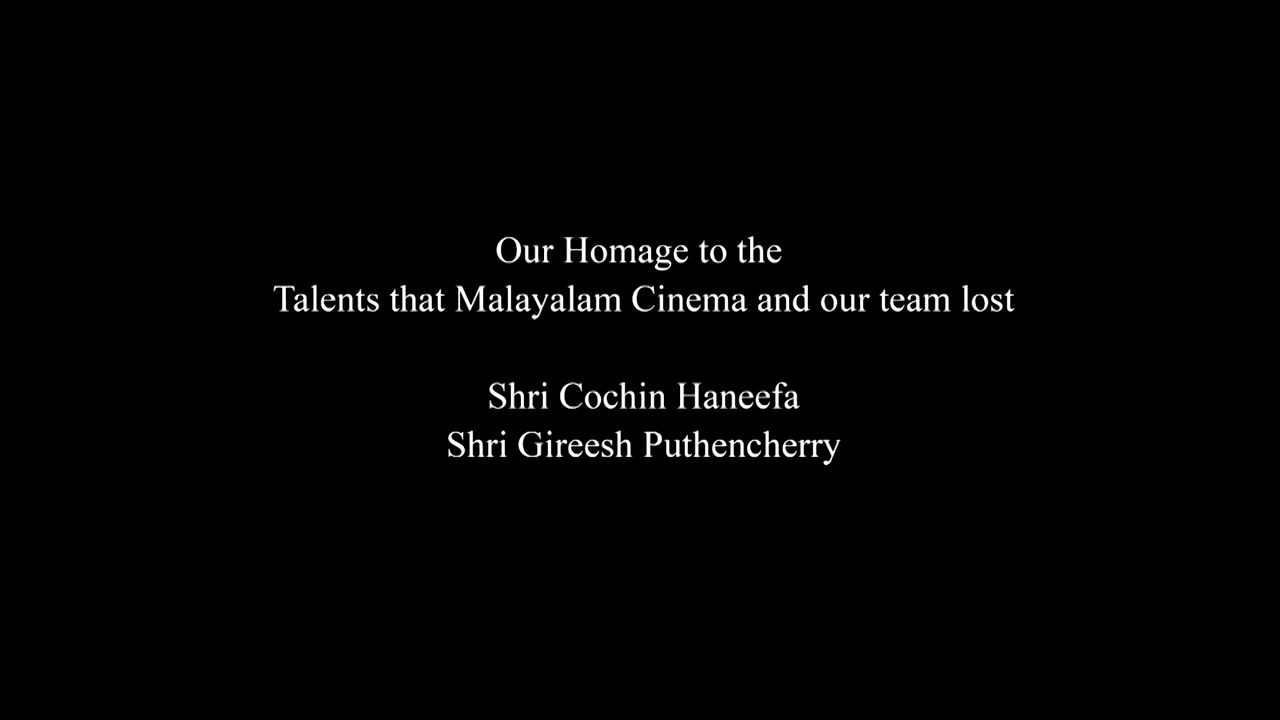 Our Homage to the
Talents that Malayalam Cinema and our team lost
Shri Cochin Haneefa
Shri Gireesh Puthencherry